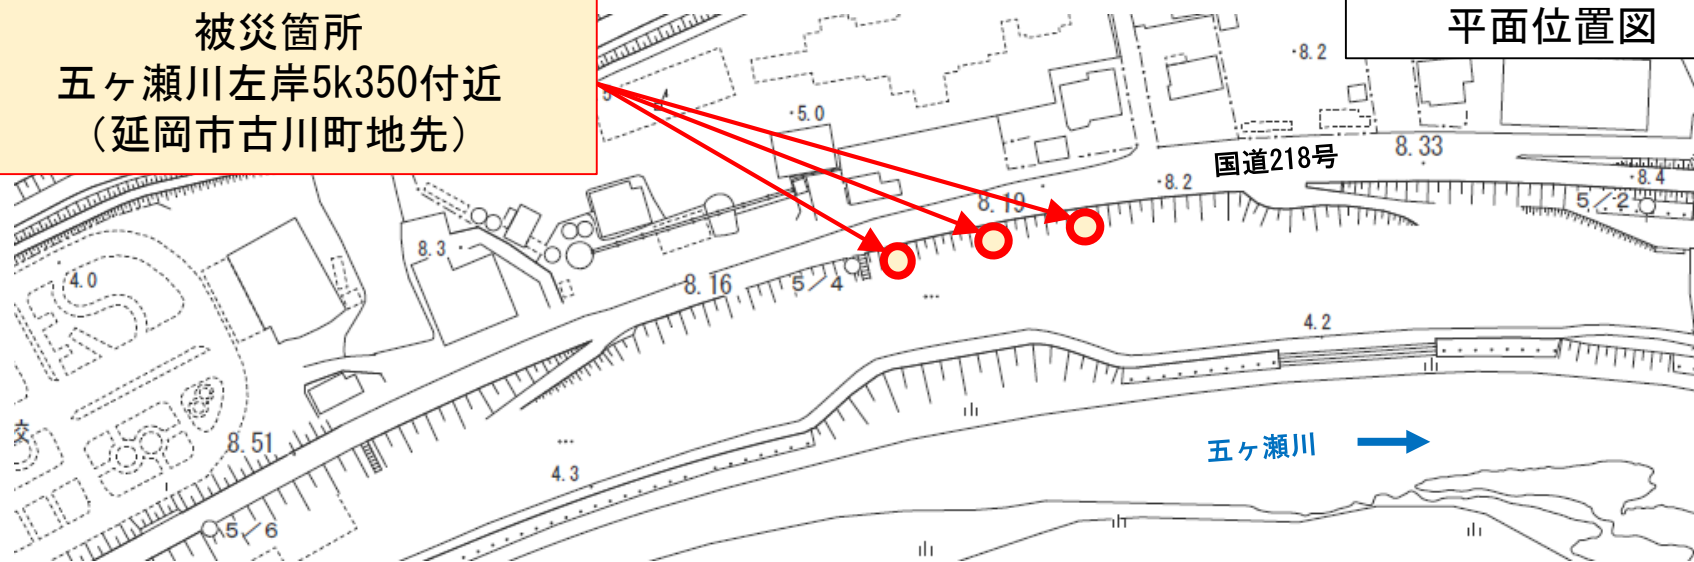 被災箇所
五ヶ瀬川左岸5k350付近
(延岡市古川町地先)
平面位置図
8.2
5.0
国道218号
8.33
8.2
8.4
8.19
5/2
8.3
4.0
8.16
5/4
4.2
8.51
校
4.3
五ヶ瀬川
5/6